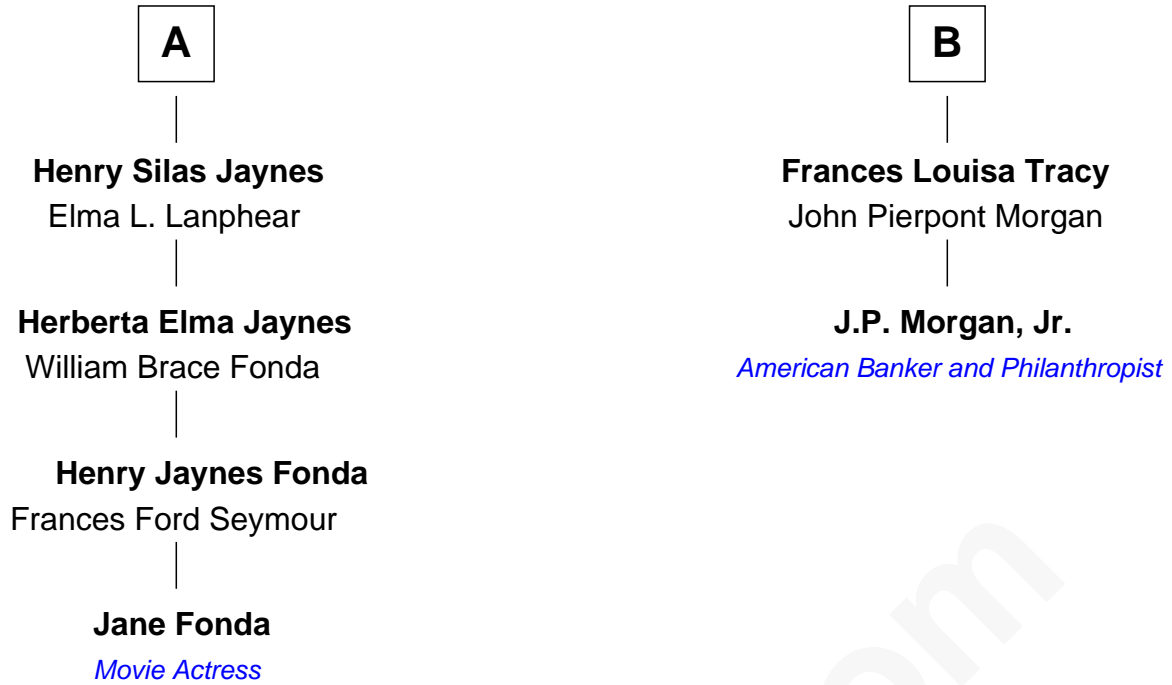 A
Henry Silas Jaynes
Elma L. Lanphear
Herberta Elma Jaynes
William Brace Fonda
Henry Jaynes Fonda
Frances Ford Seymour
Jane Fonda
Movie Actress
B
Frances Louisa Tracy
John Pierpont Morgan
J.P. Morgan, Jr.
American Banker and Philanthropist
om